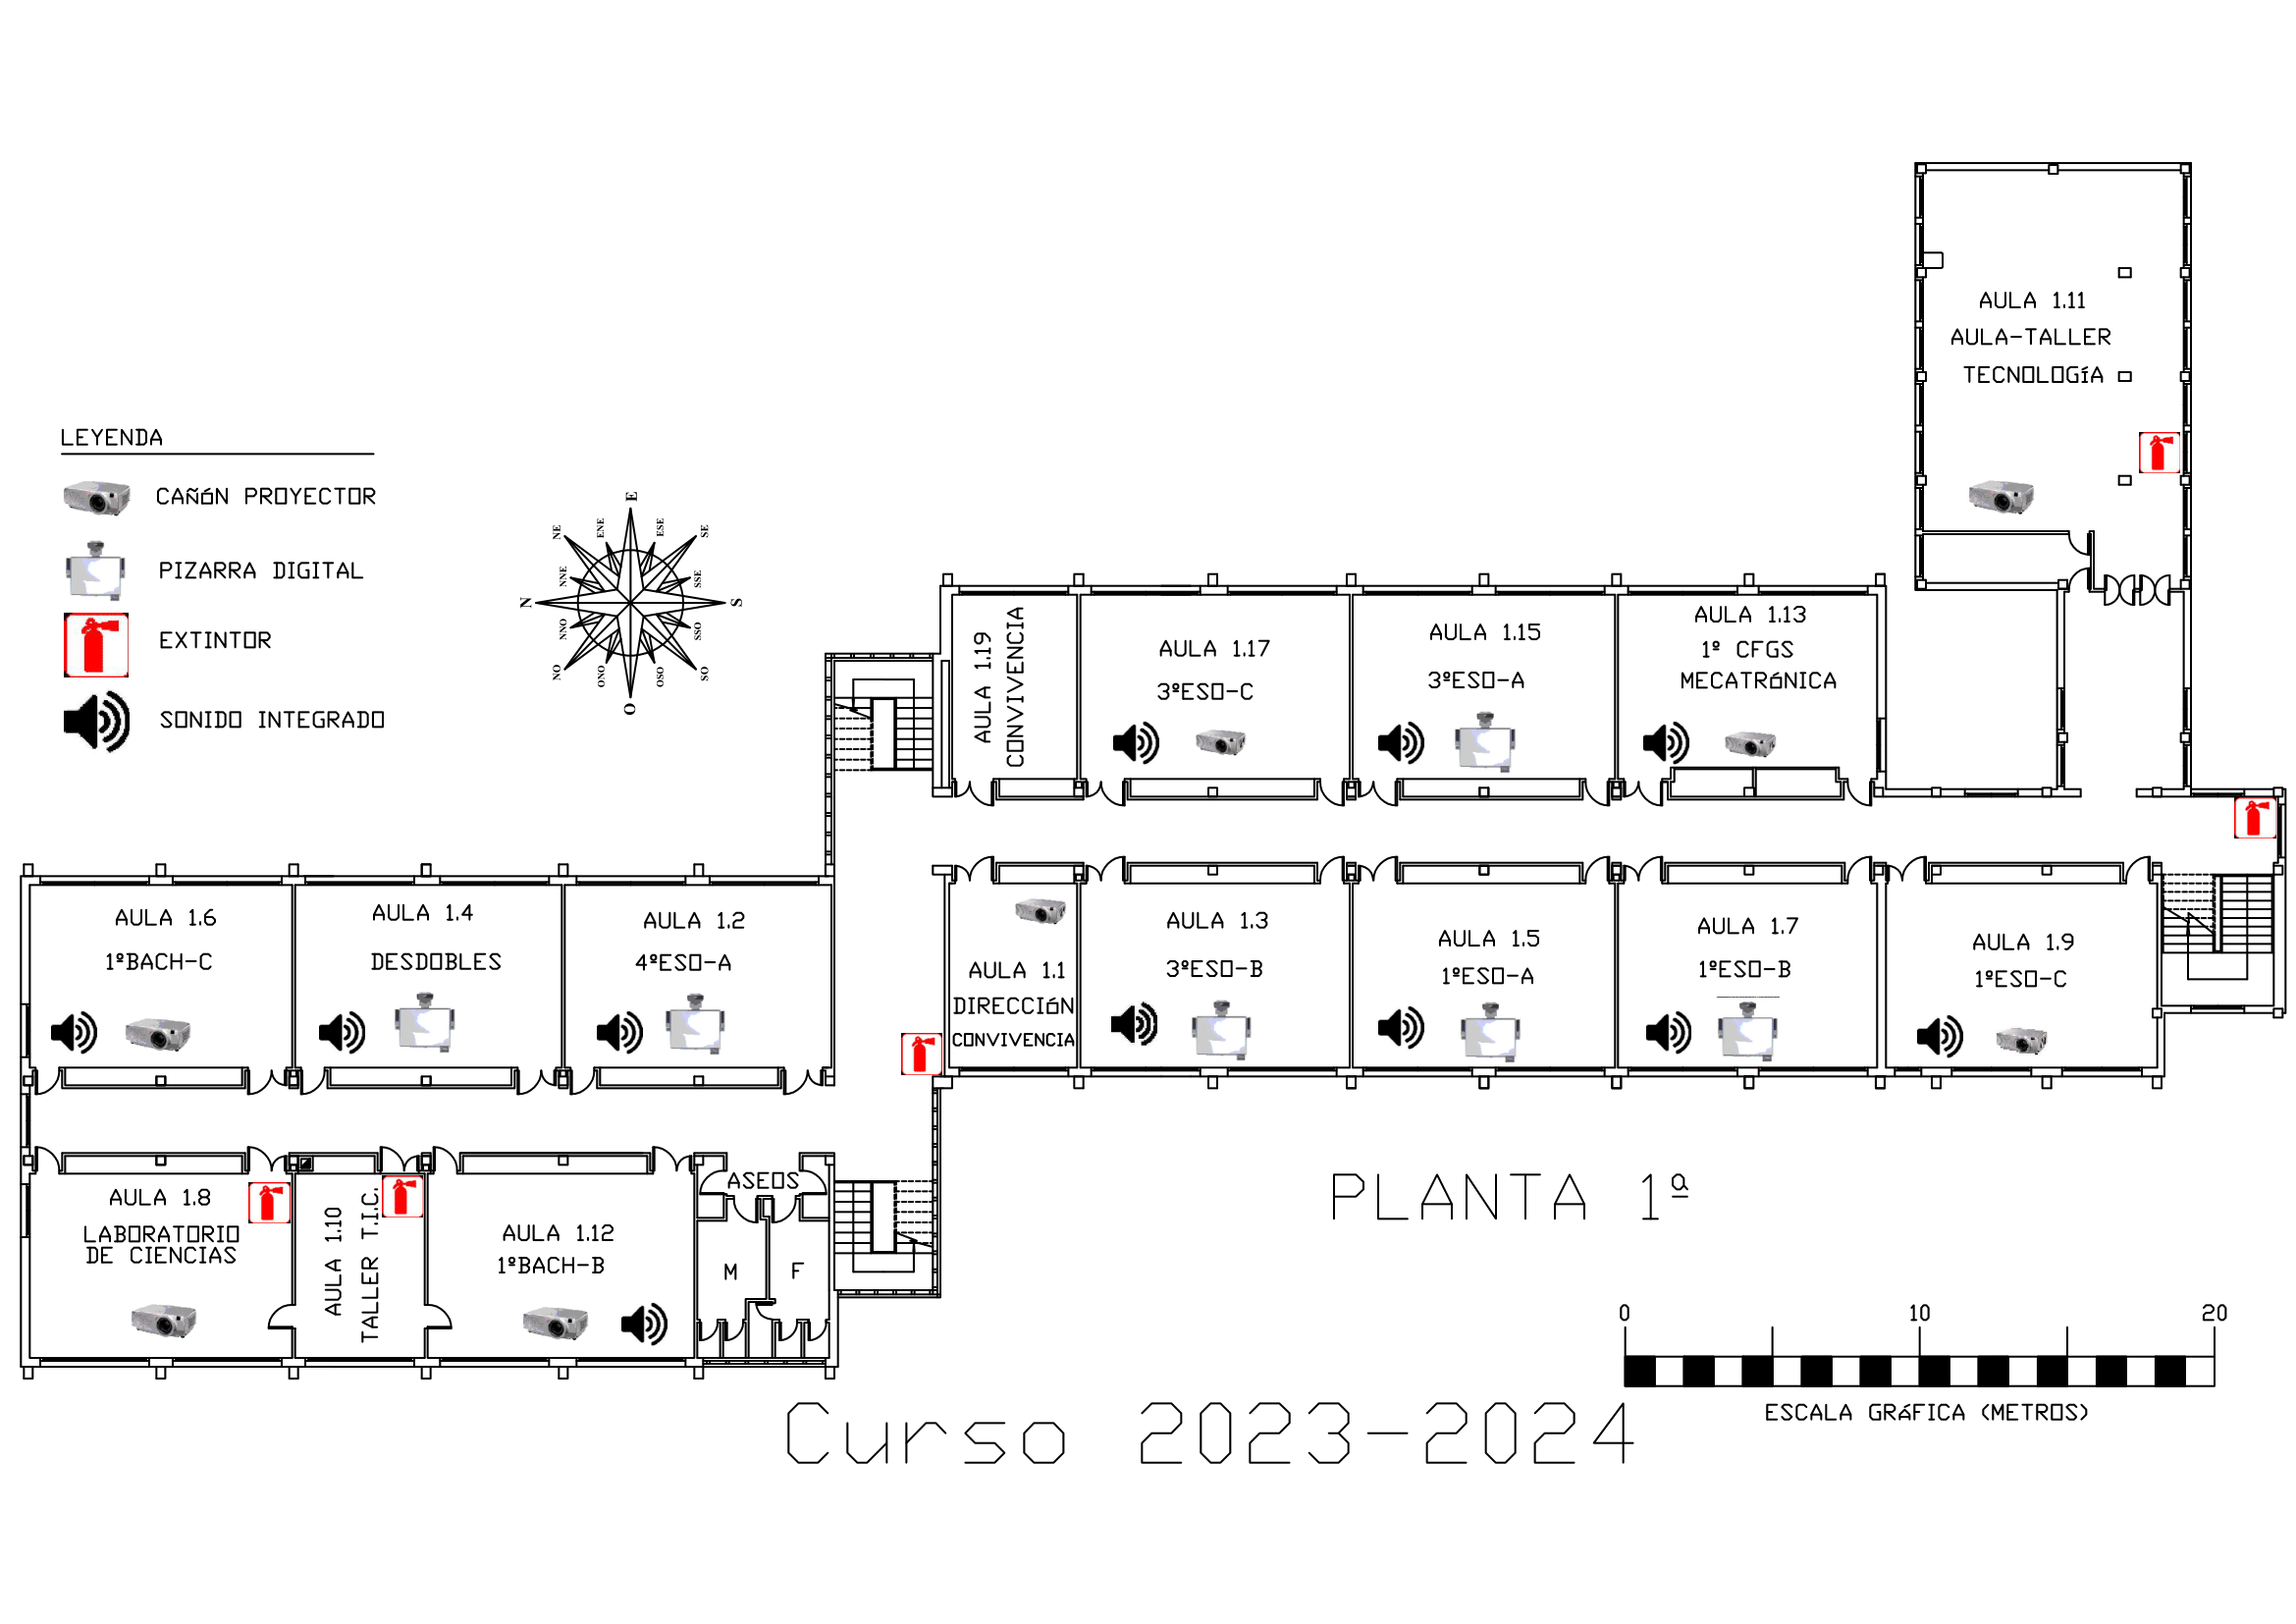 AULA 1.11
AULA-TALLER
TECNOLOGíA
LEYENDA
CAÑóN PROYECTOR
PIZARRA DIGITAL
EXTINTOR
SONIDO INTEGRADO
E
ENE
ESE
NE
SE
NNE
SSE
N
S
NNO
SSO
NO
SO
ONO
OSO
O
AULA 1.19
CONVIVENCIA
AULA 1.17
3ºESO-C
AULA 1.15
3ºESO-A
AULA 1.13
1º CFGS
MECATRóNICA
AULA 1.6
1ºBACH-C
AULA 1.4
DESDOBLES
AULA 1.2
4ºESO-A
AULA 1.1
DIRECCIóN
CONVIVENCIA
AULA 1.3
3ºESO-B
AULA 1.5
1ºESO-A
AULA 1.7
1ºESO-B
AULA 1.9
1ºESO-C
AULA 1.8
LABORATORIO
DE CIENCIAS
AULA 1.10
TALLER T.I.C.
AULA 1.12
1ºBACH-B
ASEOS
M
F
PLANTA 1ª
0 10 20
ESCALA GRáFICA (METROS)
Curso 2023-2024